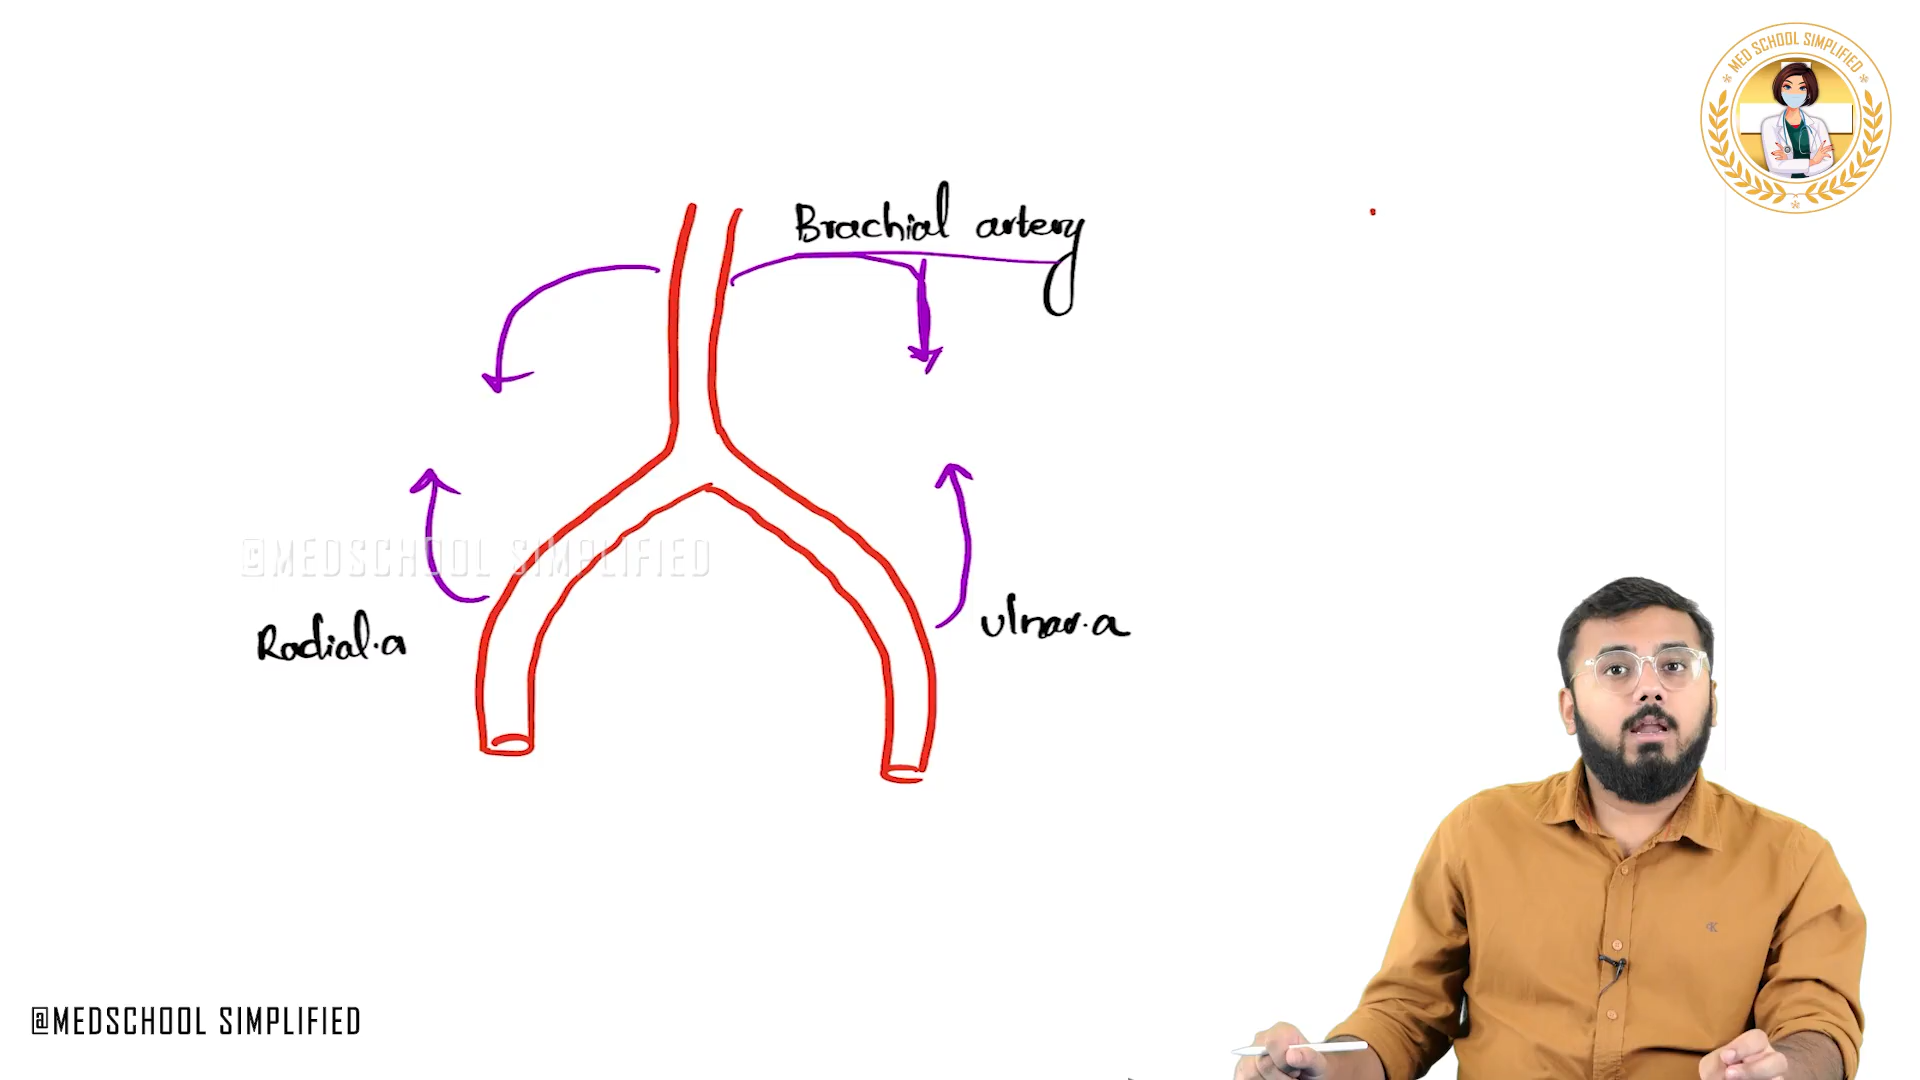 MED SCHOOL SIMPLIFIED
Brachial artery
@MEDSCHOOL SIMPLIFIED
Radial.a
ulnar.a
@MEDSCHOOL SIMPLIFIED